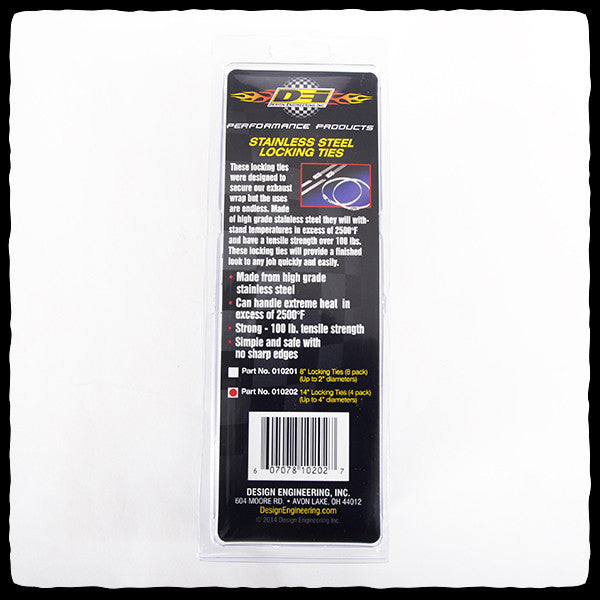 DEI
DESIGN ENGINEERING, INC.
PERFORMANCE PRODUCTS
STAINLESS STEEL
LOCKING TIES
These locking ties
were designed to
secure our exhaust
wrap but the uses
are endless. Made
of high grade stainless steel they will with-
stand temperatures in excess of 2500°F
and have a tensile strength over 100 lbs.
These locking ties will provide a finished
look to any job quickly and easily.
• Made from high grade
stainless steel
• Can handle extreme heat in
excess of 2500°F
• Strong - 100 lb. tensile strength
• Simple and safe with
no sharp edges
Part No. 010201 8" Locking Ties (8 pack)
(Up to 2" diameters)
Part No. 010202 14" Locking Ties (4 pack)
(Up to 4" diameters)
6 07078 10202 7
DESIGN ENGINEERING, INC.
604 MOORE RD. • AVON LAKE, OH 44012
DesignEngineering.com
© 2014 Design Engineering Inc.